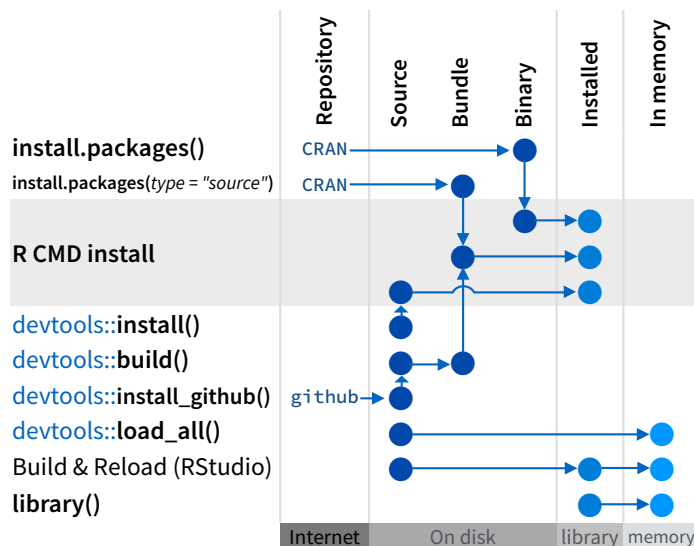 Repository
Source
Bundle
Binary
Installed
In memory
install.packages()
CRAN
install.packages(type = "source")
CRAN
R CMD install
devtools::install()
devtools::build()
devtools::install_github()
github
devtools::load_all()
Build & Reload (RStudio)
library()
Internet
On disk
library
memory